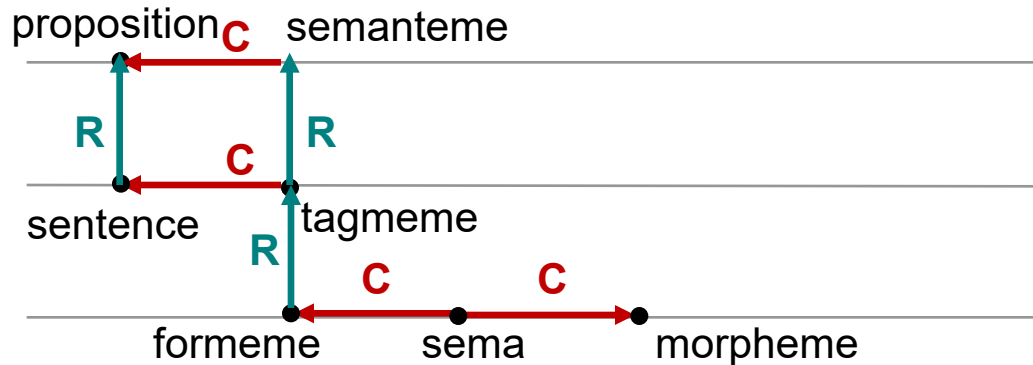 proposition C semanteme
R R
C
sentence tagmeme
R
C C
formeme sema morpheme